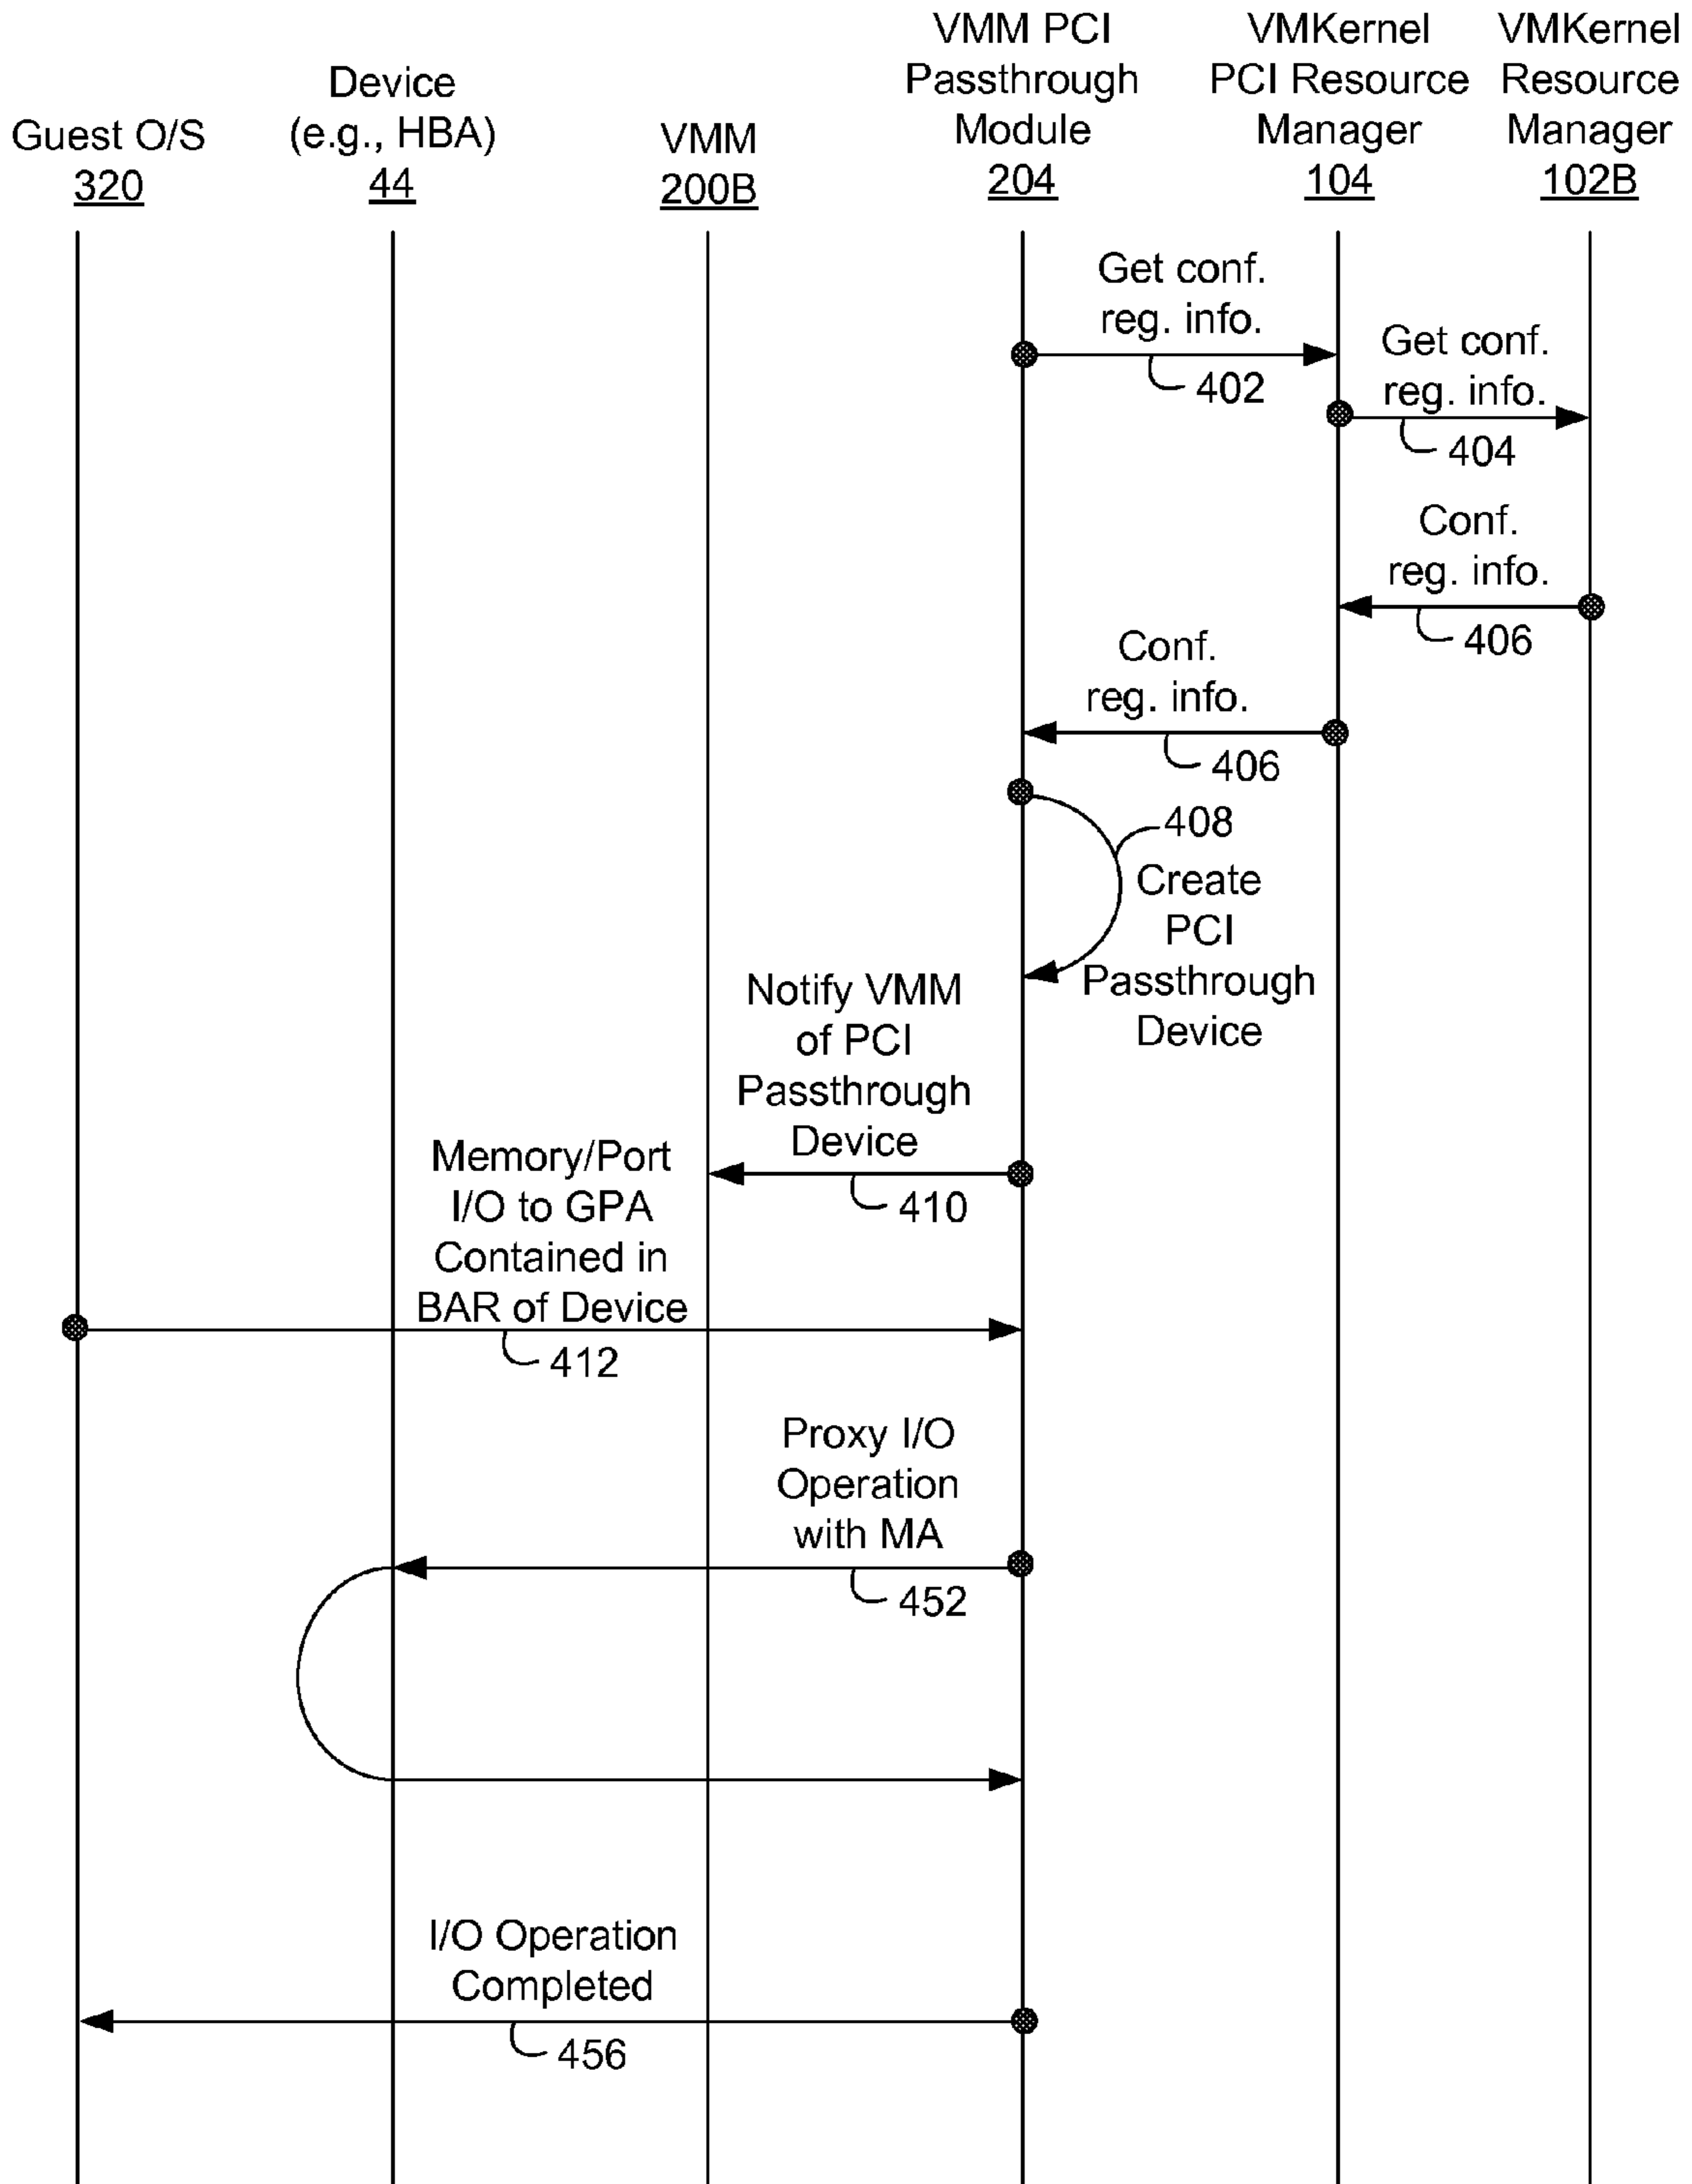 Guest O/S
320
Device
(e.g., HBA)
44
VMM
200B
VMM PCI
Passthrough
Module
204
VMKernel
PCI Resource
Manager
104
VMKernel
Resource
Manager
102B
Get conf.
reg. info.
402
Get conf.
reg. info.
404
Conf.
reg. info.
406
Conf.
reg. info.
406
408
Create
PCI
Passthrough
Device
Notify VMM
of PCI
Passthrough
Device
410
Memory/Port
I/O to GPA
Contained in
BAR of Device
412
Proxy I/O
Operation
with MA
452
I/O Operation
Completed
456